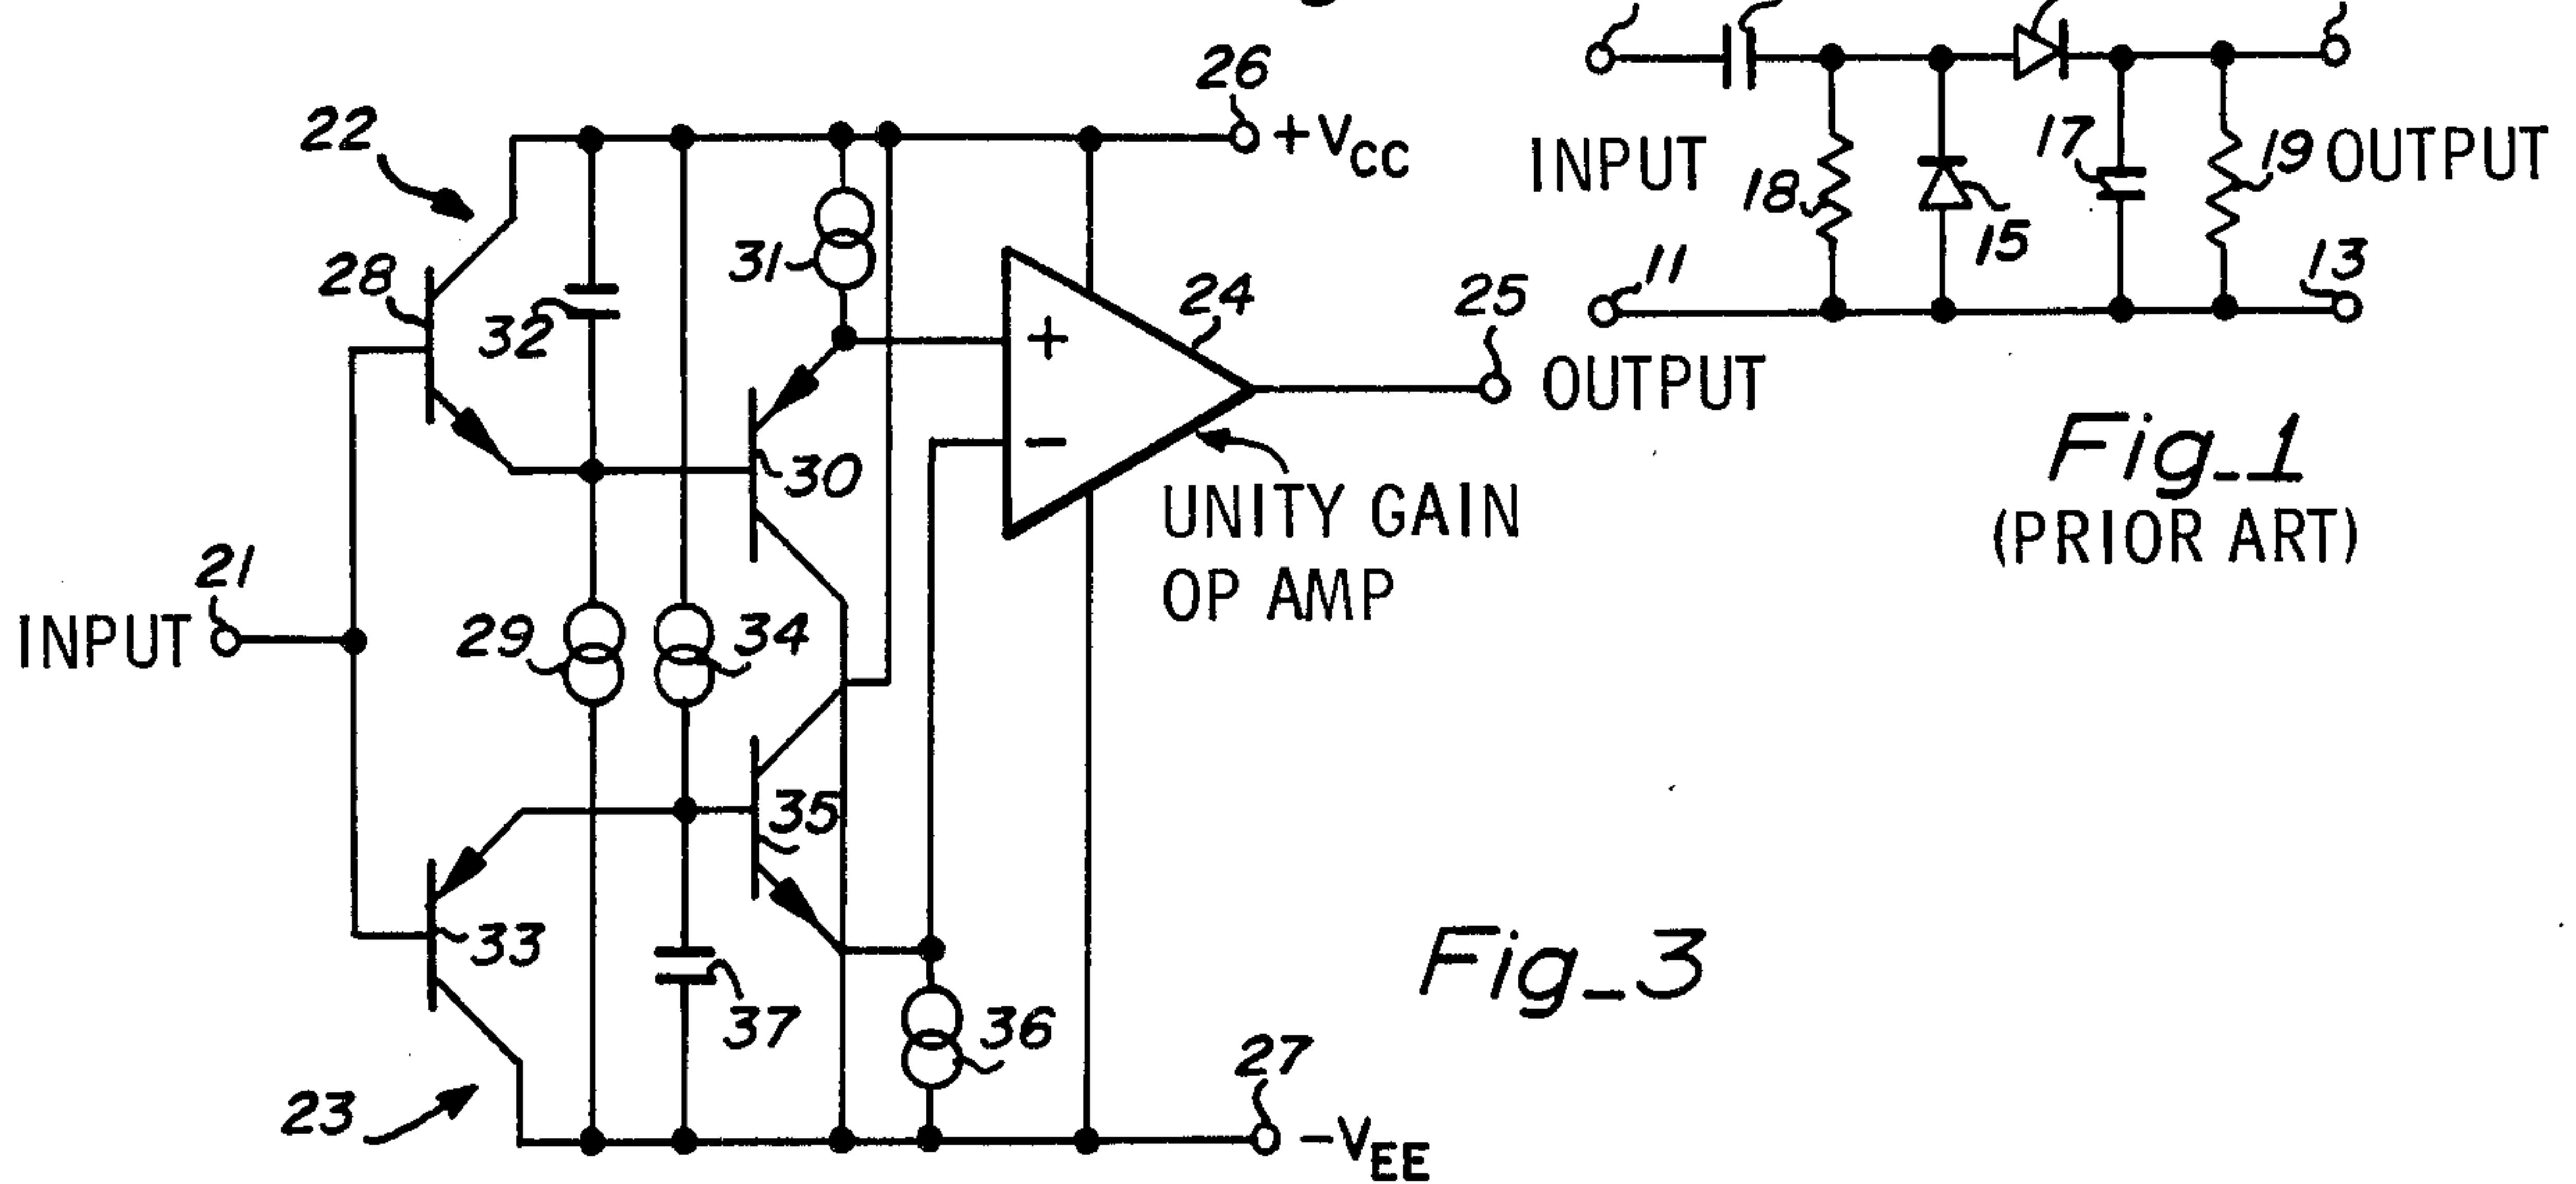 26
+VCC
22
28
32
31
24
25
OUTPUT
30
UNITY GAIN
OP AMP
21
INPUT
29
34
35
33
37
36
23
27
-VEE
Fig_3
INPUT
18
15
17
19
OUTPUT
11
13
Fig_1
(PRIOR ART)